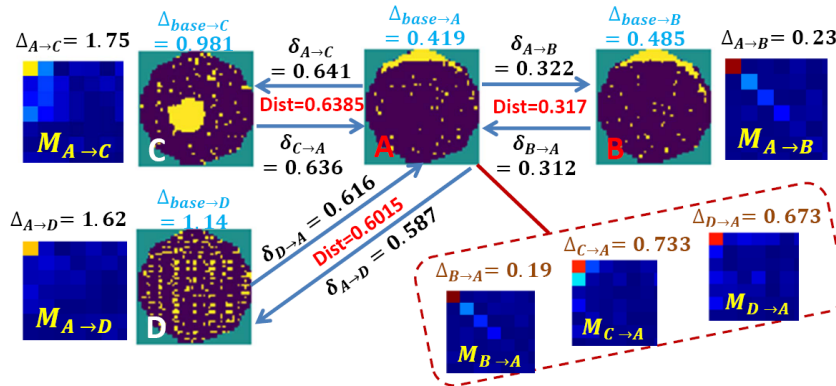 Δ_{A→C} = 1.75
Δ_{base→C}
= 0.981
δ_{A→C}
= 0.641
Δ_{base→A}
= 0.419
δ_{A→B}
= 0.322
Δ_{base→B}
= 0.485
Δ_{A→B} = 0.23
Dist=0.6385
Dist=0.317
M_{A→C}
C
δ_{C→A}
= 0.636
A
δ_{B→A}
= 0.312
B
M_{A→B}
Δ_{A→D} = 1.62
Δ_{base→D}
= 1.14
δ_{D→A} = 0.616
Dist=0.6015
δ_{A→D} = 0.587
M_{A→D}
D
Δ_{B→A} = 0.19
M_{B→A}
Δ_{C→A} = 0.733
M_{C→A}
Δ_{D→A} = 0.673
M_{D→A}